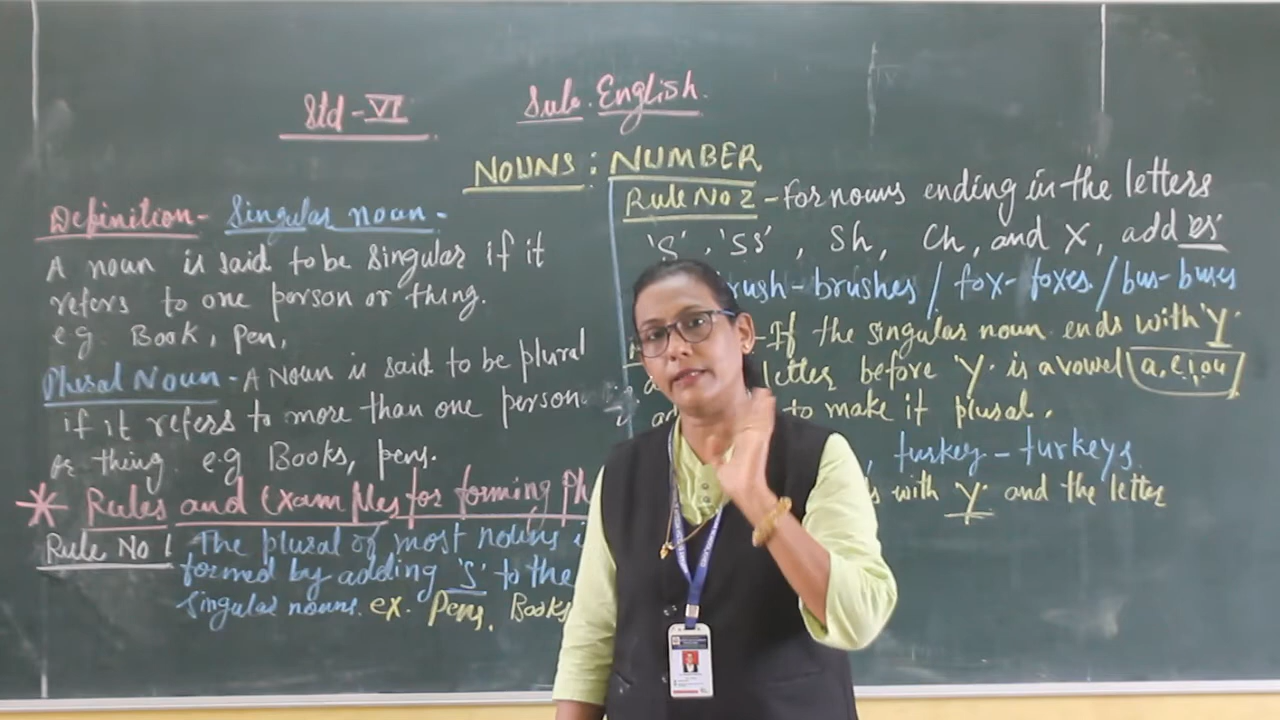 Std - VI
Sub. English.
NOUNS : NUMBER
Definition - Singular noun -
A noun is said to be singular if it
refers to one person or thing.
e.g. Book, pen,
Plural Noun - A Noun is said to be plural
if it refers to more than one person
or thing. e.g Books, pens.
* Rules and Examples for forming
Rule No 1 The plural of most nouns
formed by adding 's' to the
singular nouns. ex. Pens, Books
Rule No 2 - For nouns ending in the letters
's', 'ss', sh, ch, and x, add es
rush - brushes / fox - foxes / bus - buses
- If the singular noun ends with 'y'
letter before 'y' is a vowel (a,e,i,o,u
to make it plural.
, turkey - turkeys
with y and the letter